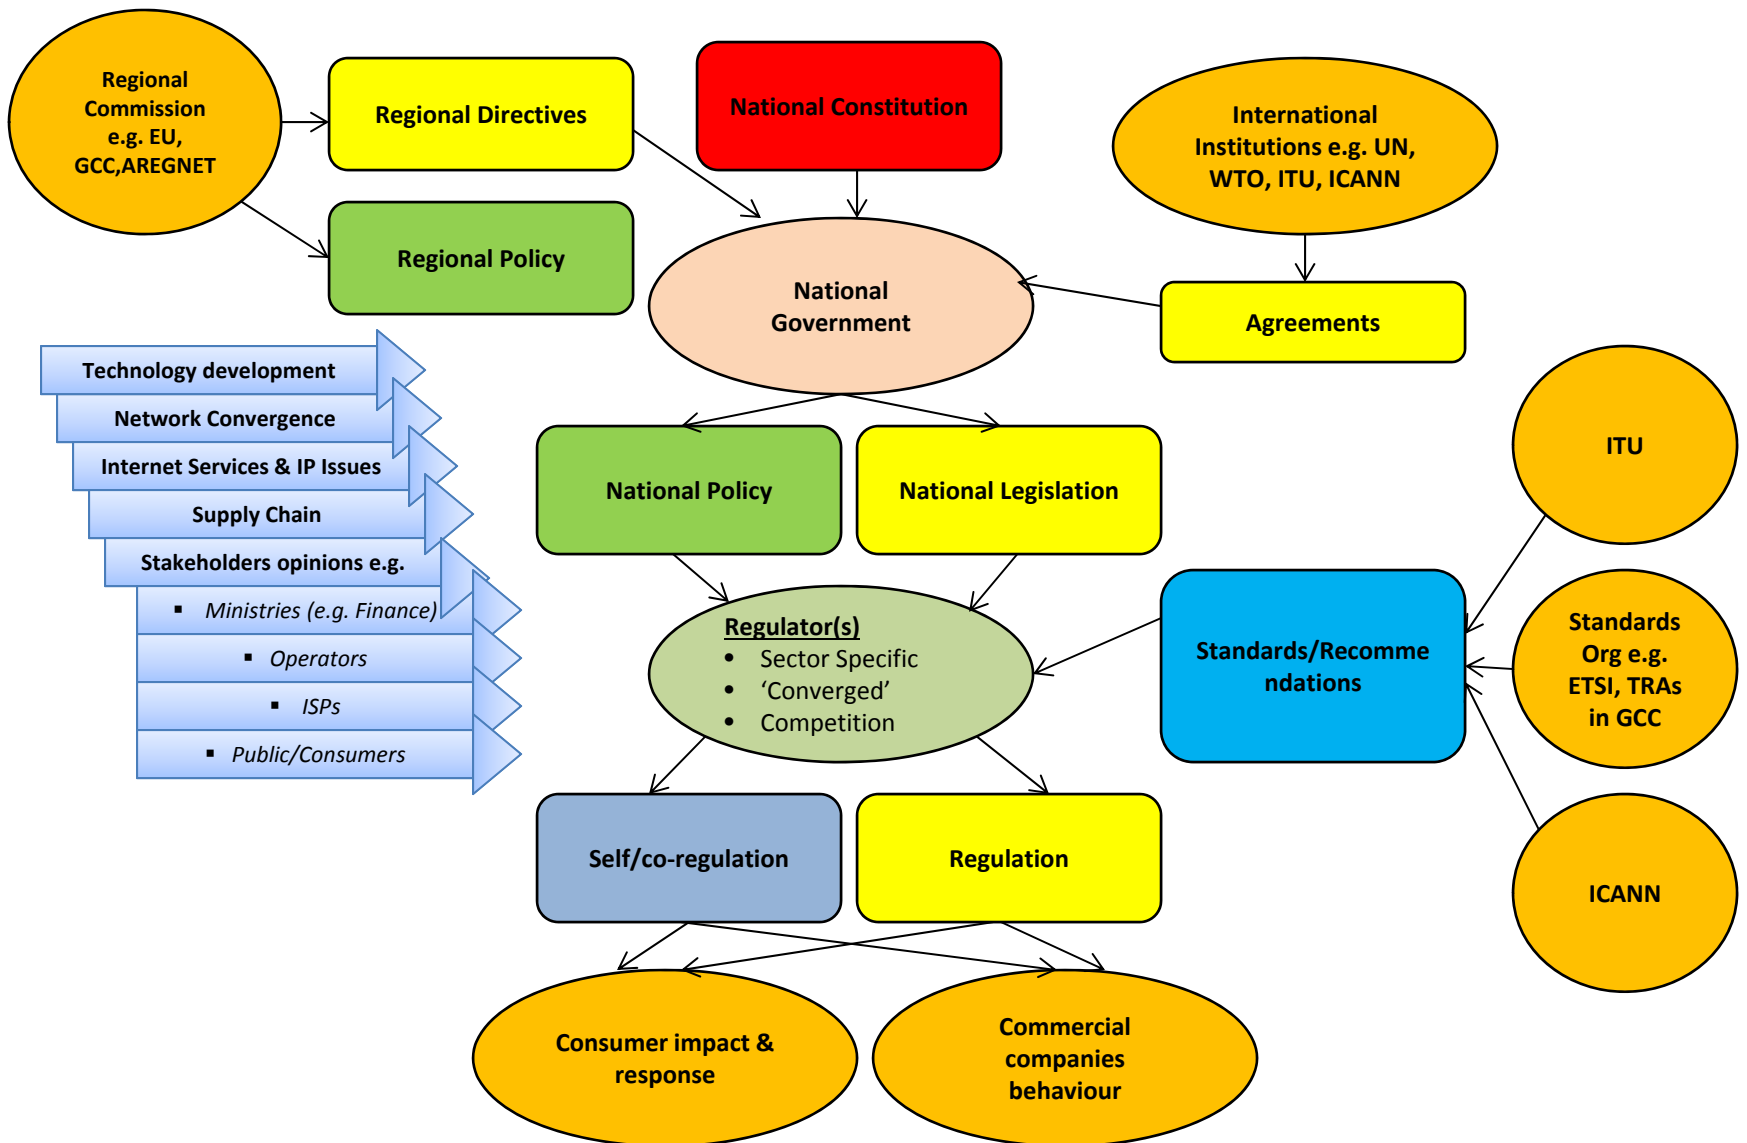 Regional
Commission
e.g. EU,
GCC,AREGNET
Regional Directives
National Constitution
International
Institutions e.g. UN,
WTO, ITU, ICANN
Regional Policy
National
Government
Agreements
Technology development
Network Convergence
Internet Services & IP Issues
Supply Chain
Stakeholders opinions e.g.
▪ Ministries (e.g. Finance)
▪ Operators
▪ ISPs
▪ Public/Consumers
National Policy
National Legislation
ITU
Regulator(s)
• Sector Specific
• ‘Converged’
• Competition
Standards/Recomme
ndations
Standards
Org e.g.
ETSI, TRAs
in GCC
Self/co-regulation
Regulation
ICANN
Consumer impact &
response
Commercial
companies
behaviour